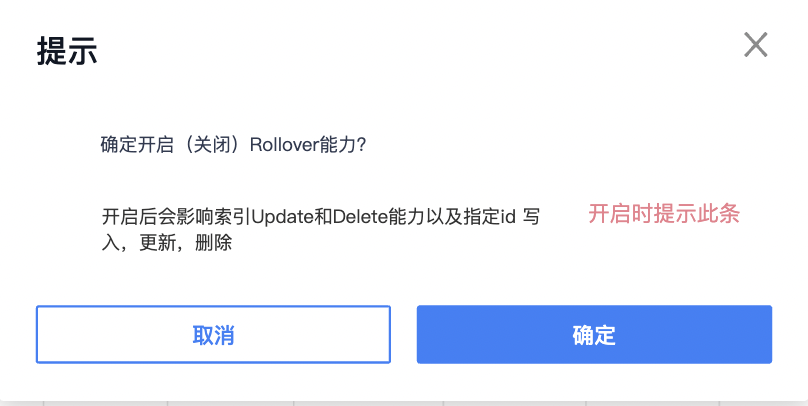 提示
确定开启（关闭）Rollover能力?
开启后会影响索引Update和Delete能力以及指定id 写
入，更新，删除
开启时提示此条
取消
确定